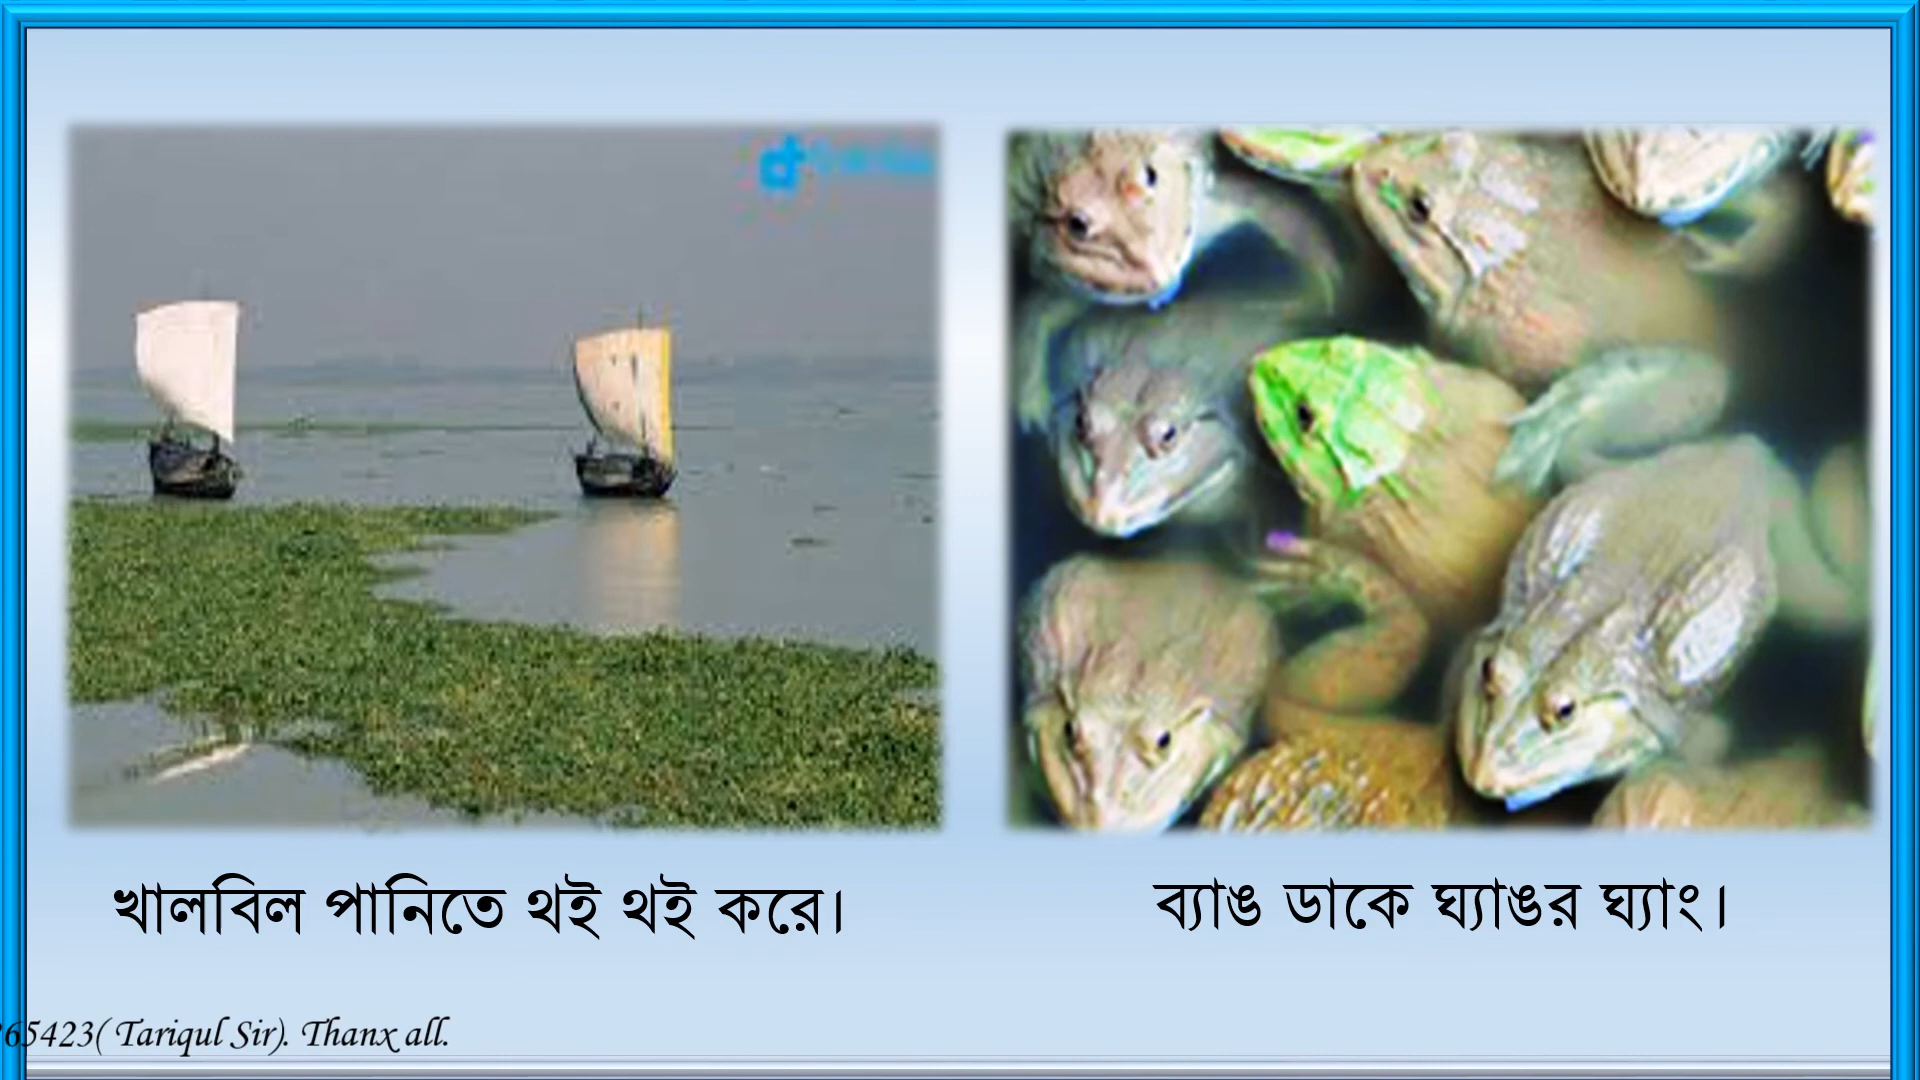 খালবিল পানিতে থই থই করে।
ব্যাঙ ডাকে ঘ্যাঙর ঘ্যাং।
65423( Tariqul Sir). Thanx all.